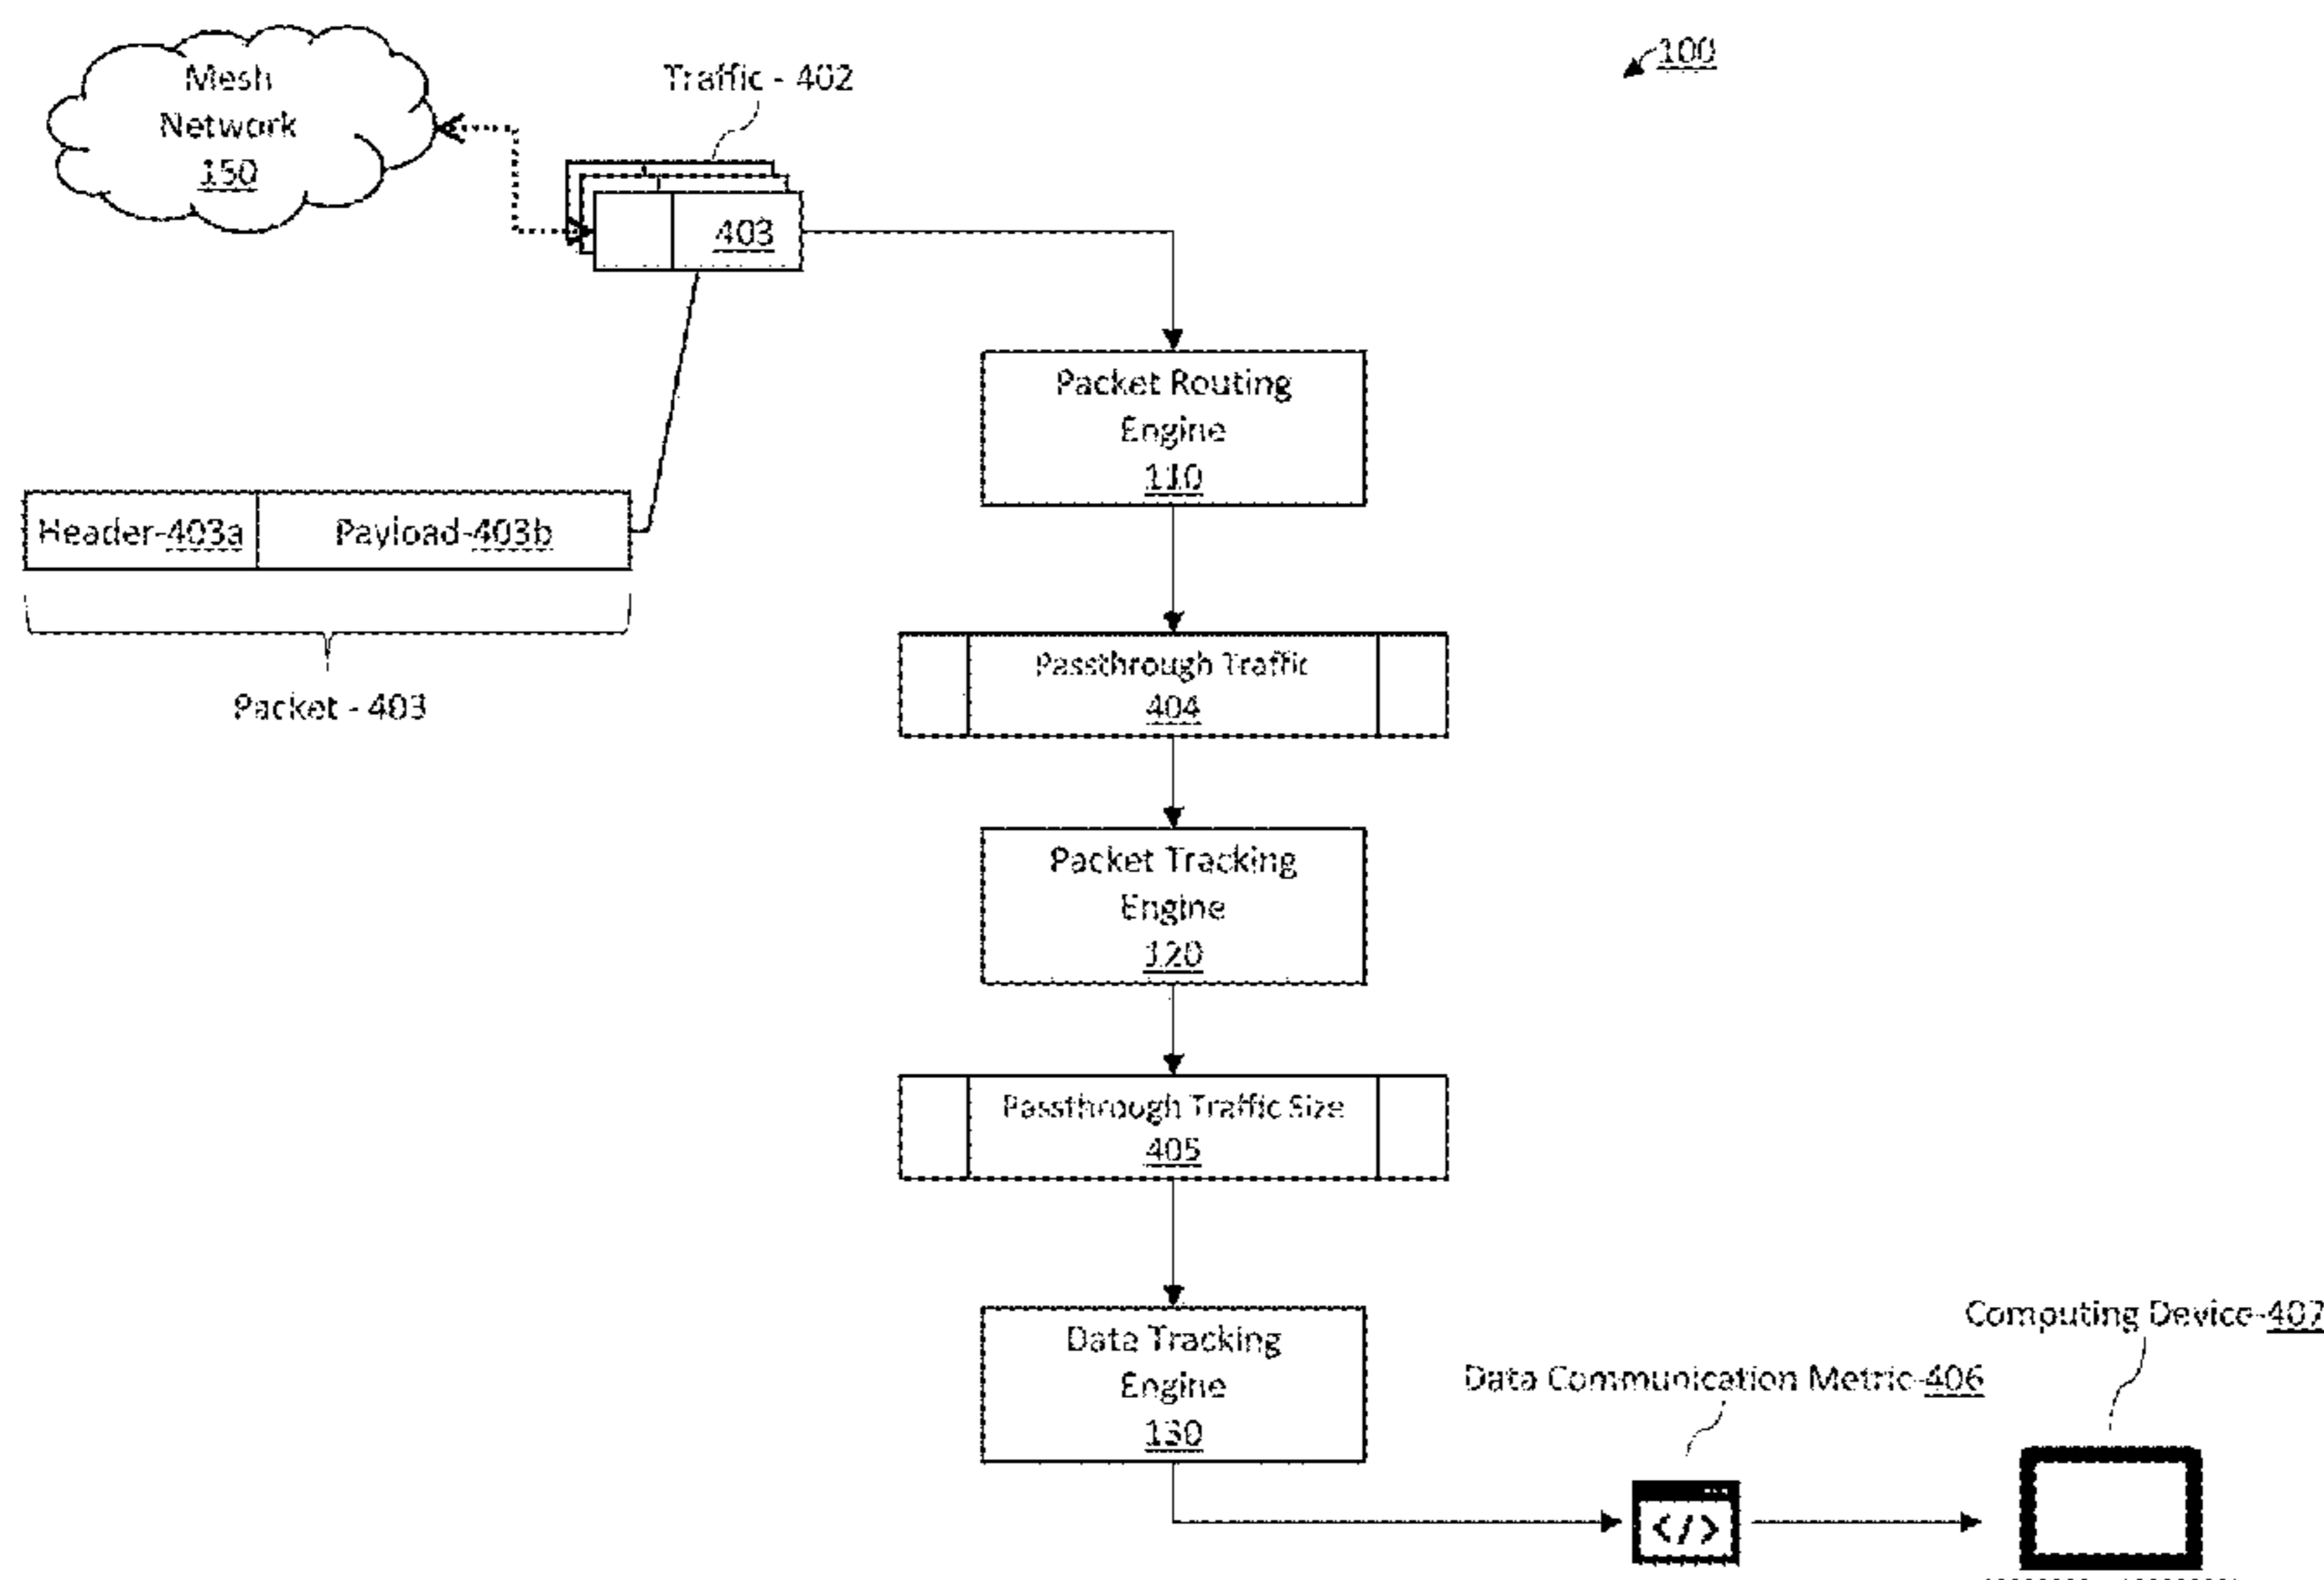 Mesh
Network
150
Traffic - 402
100
403
Packet Routing
Engine
110
Header-403a
Payload-403b
Passthrough Traffic
404
Packet - 403
Packet Tracking
Engine
120
Passthrough Traffic Size
405
Data Tracking
Engine
130
Computing Device-407
Data Communication Metric-406
</>